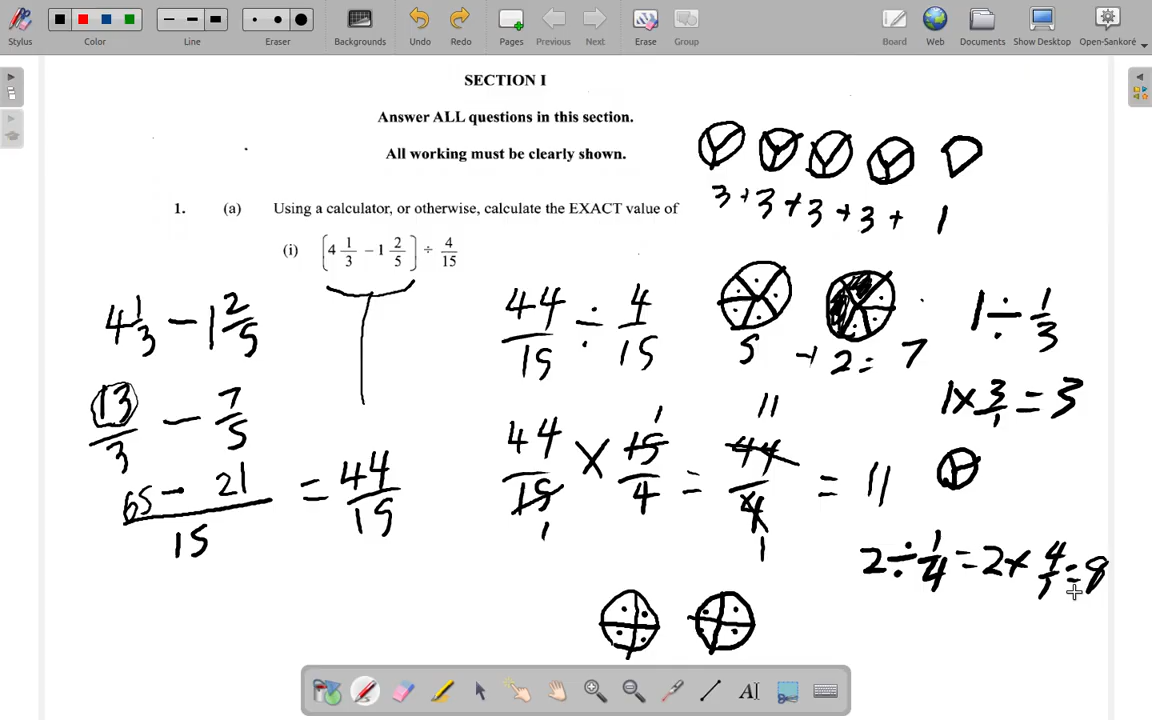 Stylus Color Line Eraser Backgrounds Undo Redo Pages Previous Next Erase Group Board Web Documents Show Desktop Open-Sankoré
SECTION I
Answer ALL questions in this section.
All working must be clearly shown.
3 + 3 + 3 + 3 + 1
1. (a) Using a calculator, or otherwise, calculate the EXACT value of
(i) [4 1/3 - 1 2/5] ÷ 4/15
4 1/3 - 1 2/5
13/3 - 7/5
65 - 21/15 = 44/15
44/15 ÷ 4/15
44/15 × 15/4 = 44/4 = 11
1 1 11 1
5 + 2 = 7
1 ÷ 1/3
1 × 3/1 = 3
2 ÷ 1/4 = 2 × 4/1 = 8